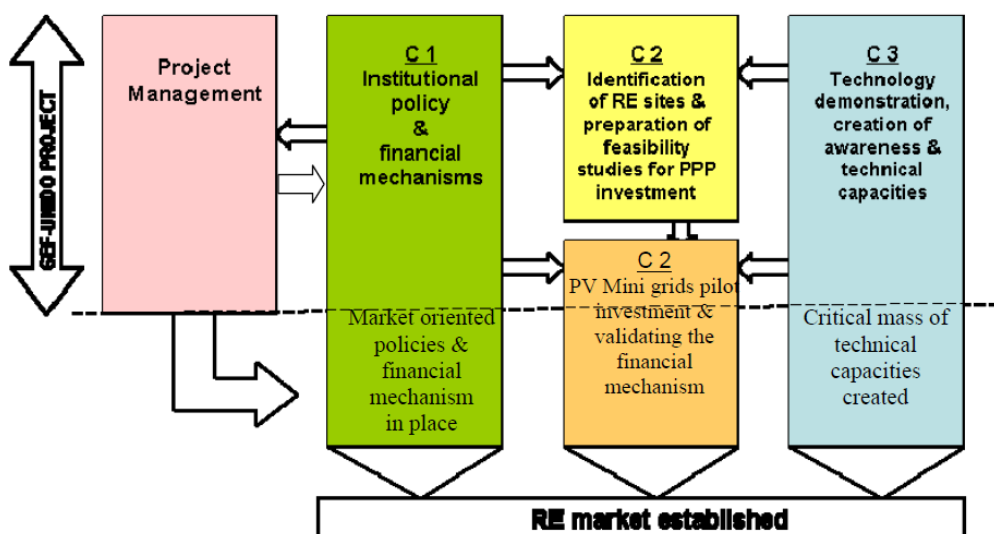 GEF-UNIDO PROJECT
Project
Management
C 1
Institutional
policy
&
financial
mechanisms
Market oriented
policies &
financial
mechanism
in place
C 2
Identification
of RE sites &
preparation of
feasibility
studies for PPP
investment
C 2
PV Mini grids pilot
investment &
validating the
financial
mechanism
C 3
Technology
demonstration,
creation of
awareness &
technical
capacities
Critical mass of
technical
capacities
created
RE market established